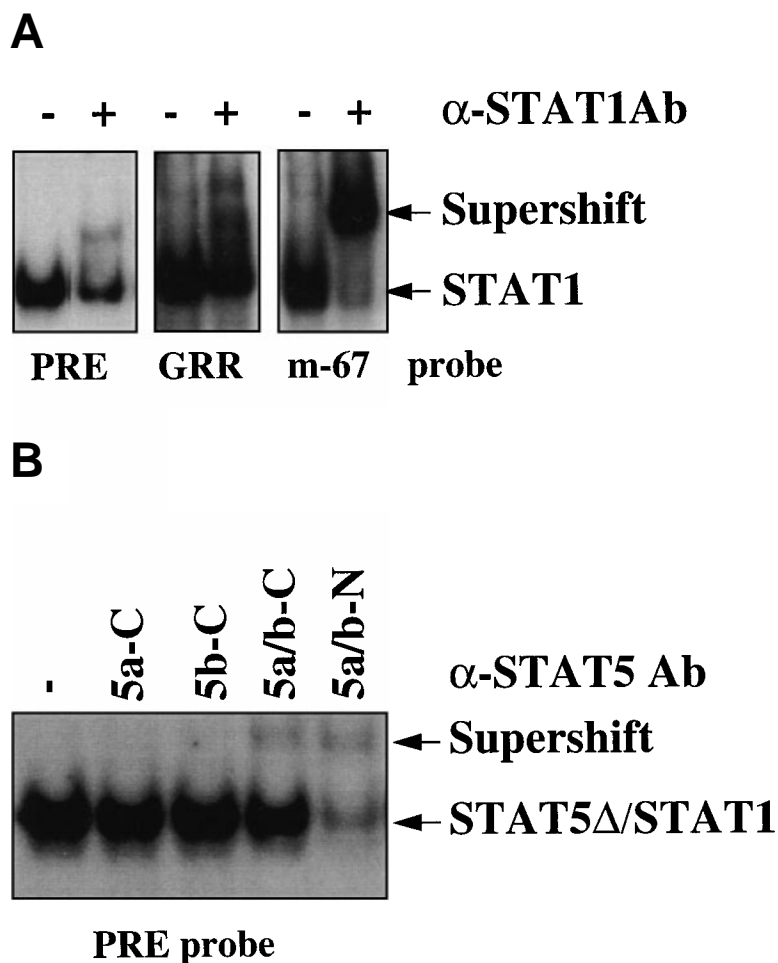 A
- + - + - + α-STAT1Ab
Supershift
STAT1
PRE GRR m-67 probe
B
- 5a-C 5b-C 5a/b-C 5a/b-N α-STAT5 Ab
Supershift
STAT5Δ/STAT1
PRE probe